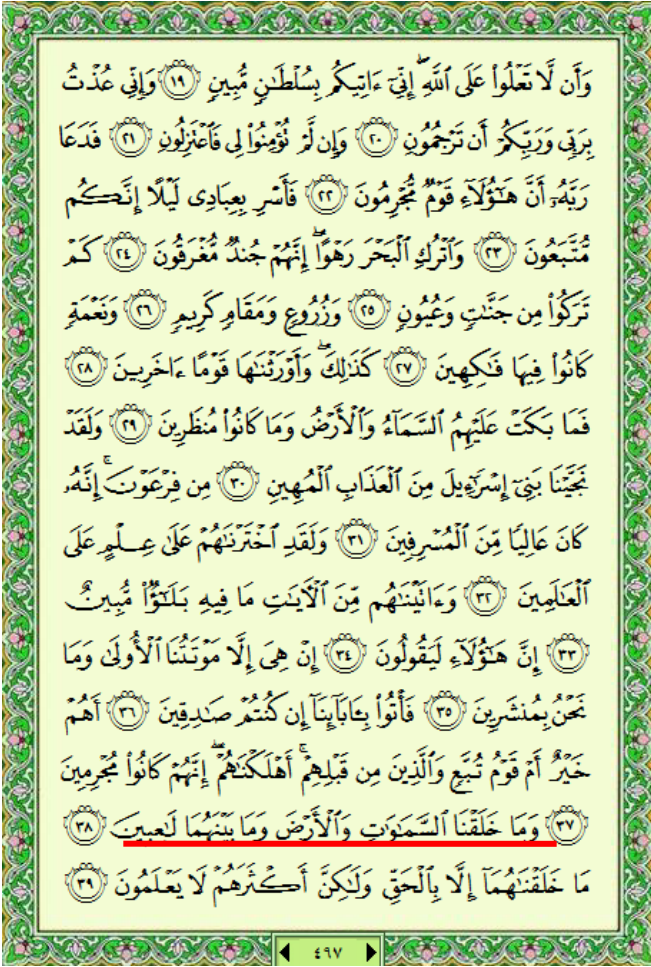 وَأَن لَّا تَعْلُوا۟ عَلَى ٱللَّهِ ۖ إِنِّىٓ ءَاتِيكُم بِسُلْطَٰنٍ مُّبِينٍ ١٩ وَإِنِّى عُذْتُ
بِرَبِّى وَرَبِّكُمْ أَن تَرْجُمُونِ ٢٠ وَإِن لَّمْ تُؤْمِنُوا۟ لِى فَٱعْتَزِلُونِ ٢١ فَدَعَا
رَبَّهُۥٓ أَنَّ هَٰٓؤُلَآءِ قَوْمٌ مُّجْرِمُونَ ٢٢ فَأَسْرِ بِعِبَادِى لَيْلًا إِنَّكُم
مُّتَّبَعُونَ ٢٣ وَٱتْرُكِ ٱلْبَحْرَ رَهْوًا ۖ إِنَّهُمْ جُندٌ مُّغْرَقُونَ ٢٤ كَمْ
تَرَكُوا۟ مِن جَنَّٰتٍ وَعُيُونٍ ٢٥ وَزُرُوعٍ وَمَقَامٍ كَرِيمٍ ٢٦ وَنَعْمَةٍ
كَانُوا۟ فِيهَا فَٰكِهِينَ ٢٧ كَذَٰلِكَ ۖ وَأَوْرَثْنَٰهَا قَوْمًا ءَاخَرِينَ ٢٨
فَمَا بَكَتْ عَلَيْهِمُ ٱلسَّمَآءُ وَٱلْأَرْضُ وَمَا كَانُوا۟ مُنظَرِينَ ٢٩ وَلَقَدْ
نَجَّيْنَا بَنِىٓ إِسْرَٰٓءِيلَ مِنَ ٱلْعَذَابِ ٱلْمُهِينِ ٣٠ مِن فِرْعَوْنَ ۚ إِنَّهُۥ
كَانَ عَالِيًا مِّنَ ٱلْمُسْرِفِينَ ٣١ وَلَقَدِ ٱخْتَرْنَٰهُمْ عَلَىٰ عِلْمٍ عَلَى
ٱلْعَٰلَمِينَ ٣٢ وَءَاتَيْنَٰهُم مِّنَ ٱلْءَايَٰتِ مَا فِيهِ بَلَٰٓؤٌا۟ مُّبِينٌ
٣٣ إِنَّ هَٰٓؤُلَآءِ لَيَقُولُونَ ٣٤ إِنْ هِىَ إِلَّا مَوْتَتُنَا ٱلْأُولَىٰ وَمَا
نَحْنُ بِمُنشَرِينَ ٣٥ فَأْتُوا۟ بِـَٔابَآئِنَآ إِن كُنتُمْ صَٰدِقِينَ ٣٦ أَهُمْ
خَيْرٌ أَمْ قَوْمُ تُبَّعٍ وَٱلَّذِينَ مِن قَبْلِهِمْ ۚ أَهْلَكْنَٰهُمْ ۖ إِنَّهُمْ كَانُوا۟ مُجْرِمِينَ
٣٧ وَمَا خَلَقْنَا ٱلسَّمَٰوَٰتِ وَٱلْأَرْضَ وَمَا بَيْنَهُمَا لَٰعِبِينَ ٣٨
مَا خَلَقْنَٰهُمَآ إِلَّا بِٱلْحَقِّ وَلَٰكِنَّ أَكْثَرَهُمْ لَا يَعْلَمُونَ ٣٩
٤٩٧